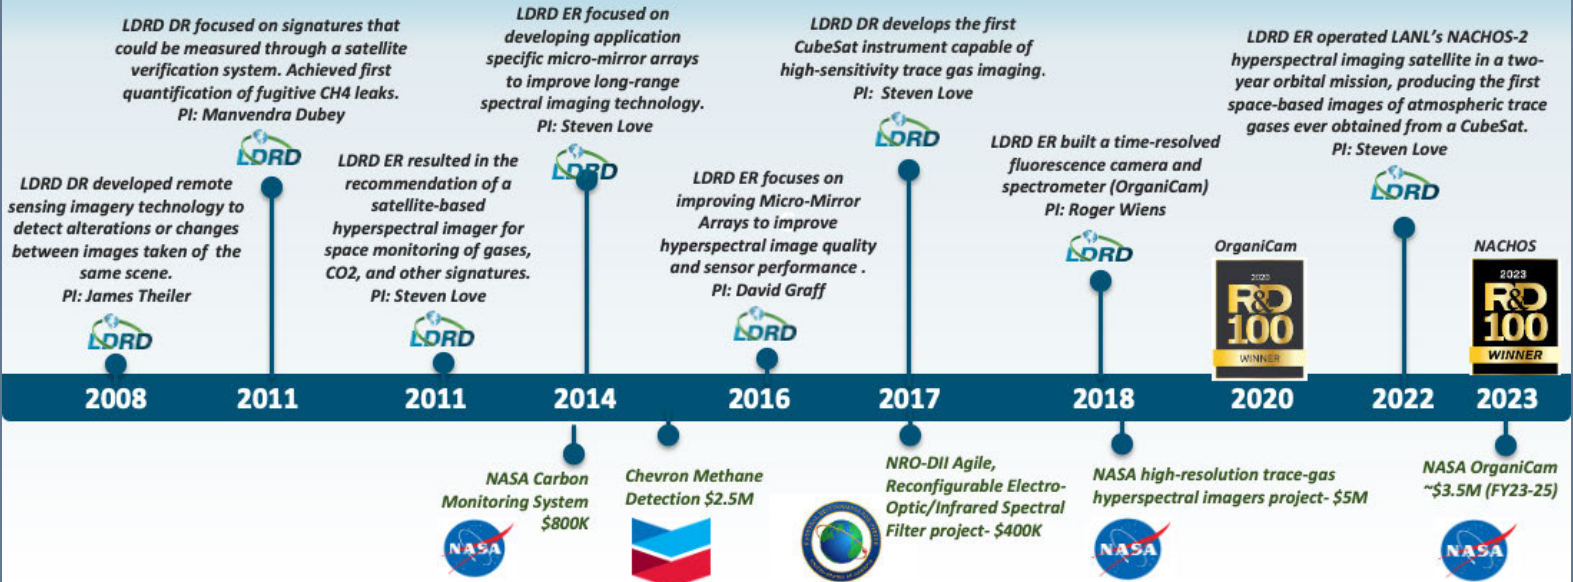 LDRD DR developed remote
sensing imagery technology to
detect alterations or changes
between images taken of the
same scene.
PI: James Theiler
LDRD
LDRD DR focused on signatures that
could be measured through a satellite
verification system. Achieved first
quantification of fugitive CH4 leaks.
PI: Manvendra Dubey
LDRD
LDRD ER resulted in the
recommendation of a
satellite-based
hyperspectral imager for
space monitoring of gases,
CO2, and other signatures.
PI: Steven Love
LDRD
LDRD ER focused on
developing application
specific micro-mirror arrays
to improve long-range
spectral imaging technology.
PI: Steven Love
LDRD
LDRD ER focuses on
improving Micro-Mirror
Arrays to improve
hyperspectral image quality
and sensor performance .
PI: David Graff
LDRD
LDRD DR develops the first
CubeSat instrument capable of
high-sensitivity trace gas imaging.
PI: Steven Love
LDRD
LDRD ER built a time-resolved
fluorescence camera and
spectrometer (OrganiCam)
PI: Roger Wiens
LDRD
OrganiCam
2020
R&D
100
WINNER
LDRD ER operated LANL's NACHOS-2
hyperspectral imaging satellite in a two-
year orbital mission, producing the first
space-based images of atmospheric trace
gases ever obtained from a CubeSat.
PI: Steven Love
LDRD
NACHOS
2023
R&D
100
WINNER
2008 2011 2011 2014 2016 2017 2018 2020 2022 2023
NASA Carbon
Monitoring System
$800K
NASA
Chevron Methane
Detection $2.5M
NRO-DII Agile,
Reconfigurable Electro-
Optic/Infrared Spectral
Filter project- $400K
NASA high-resolution trace-gas
hyperspectral imagers project- $5M
NASA
NASA OrganiCam
~$3.5M (FY23-25)
NASA